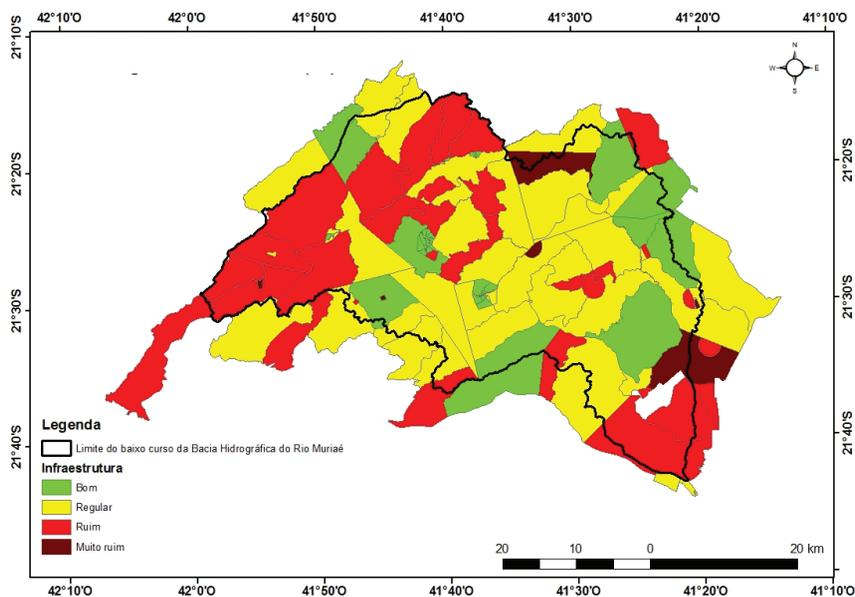 42°10'O 42°0'O 41°50'O 41°40'O 41°30'O 41°20'O 41°10'O
21°10'S
N
W E
S
21°20'S 21°20'S
21°30'S 21°30'S
21°40'S 21°40'S
Legenda
Limite do baixo curso da Bacia Hidrográfica do Rio Muriaé
Infraestrutura
Bom
Regular
Ruim
Muito ruim
20 10 0 20 km
42°10'O 42°0'O 41°50'O 41°40'O 41°30'O 41°20'O 41°10'O